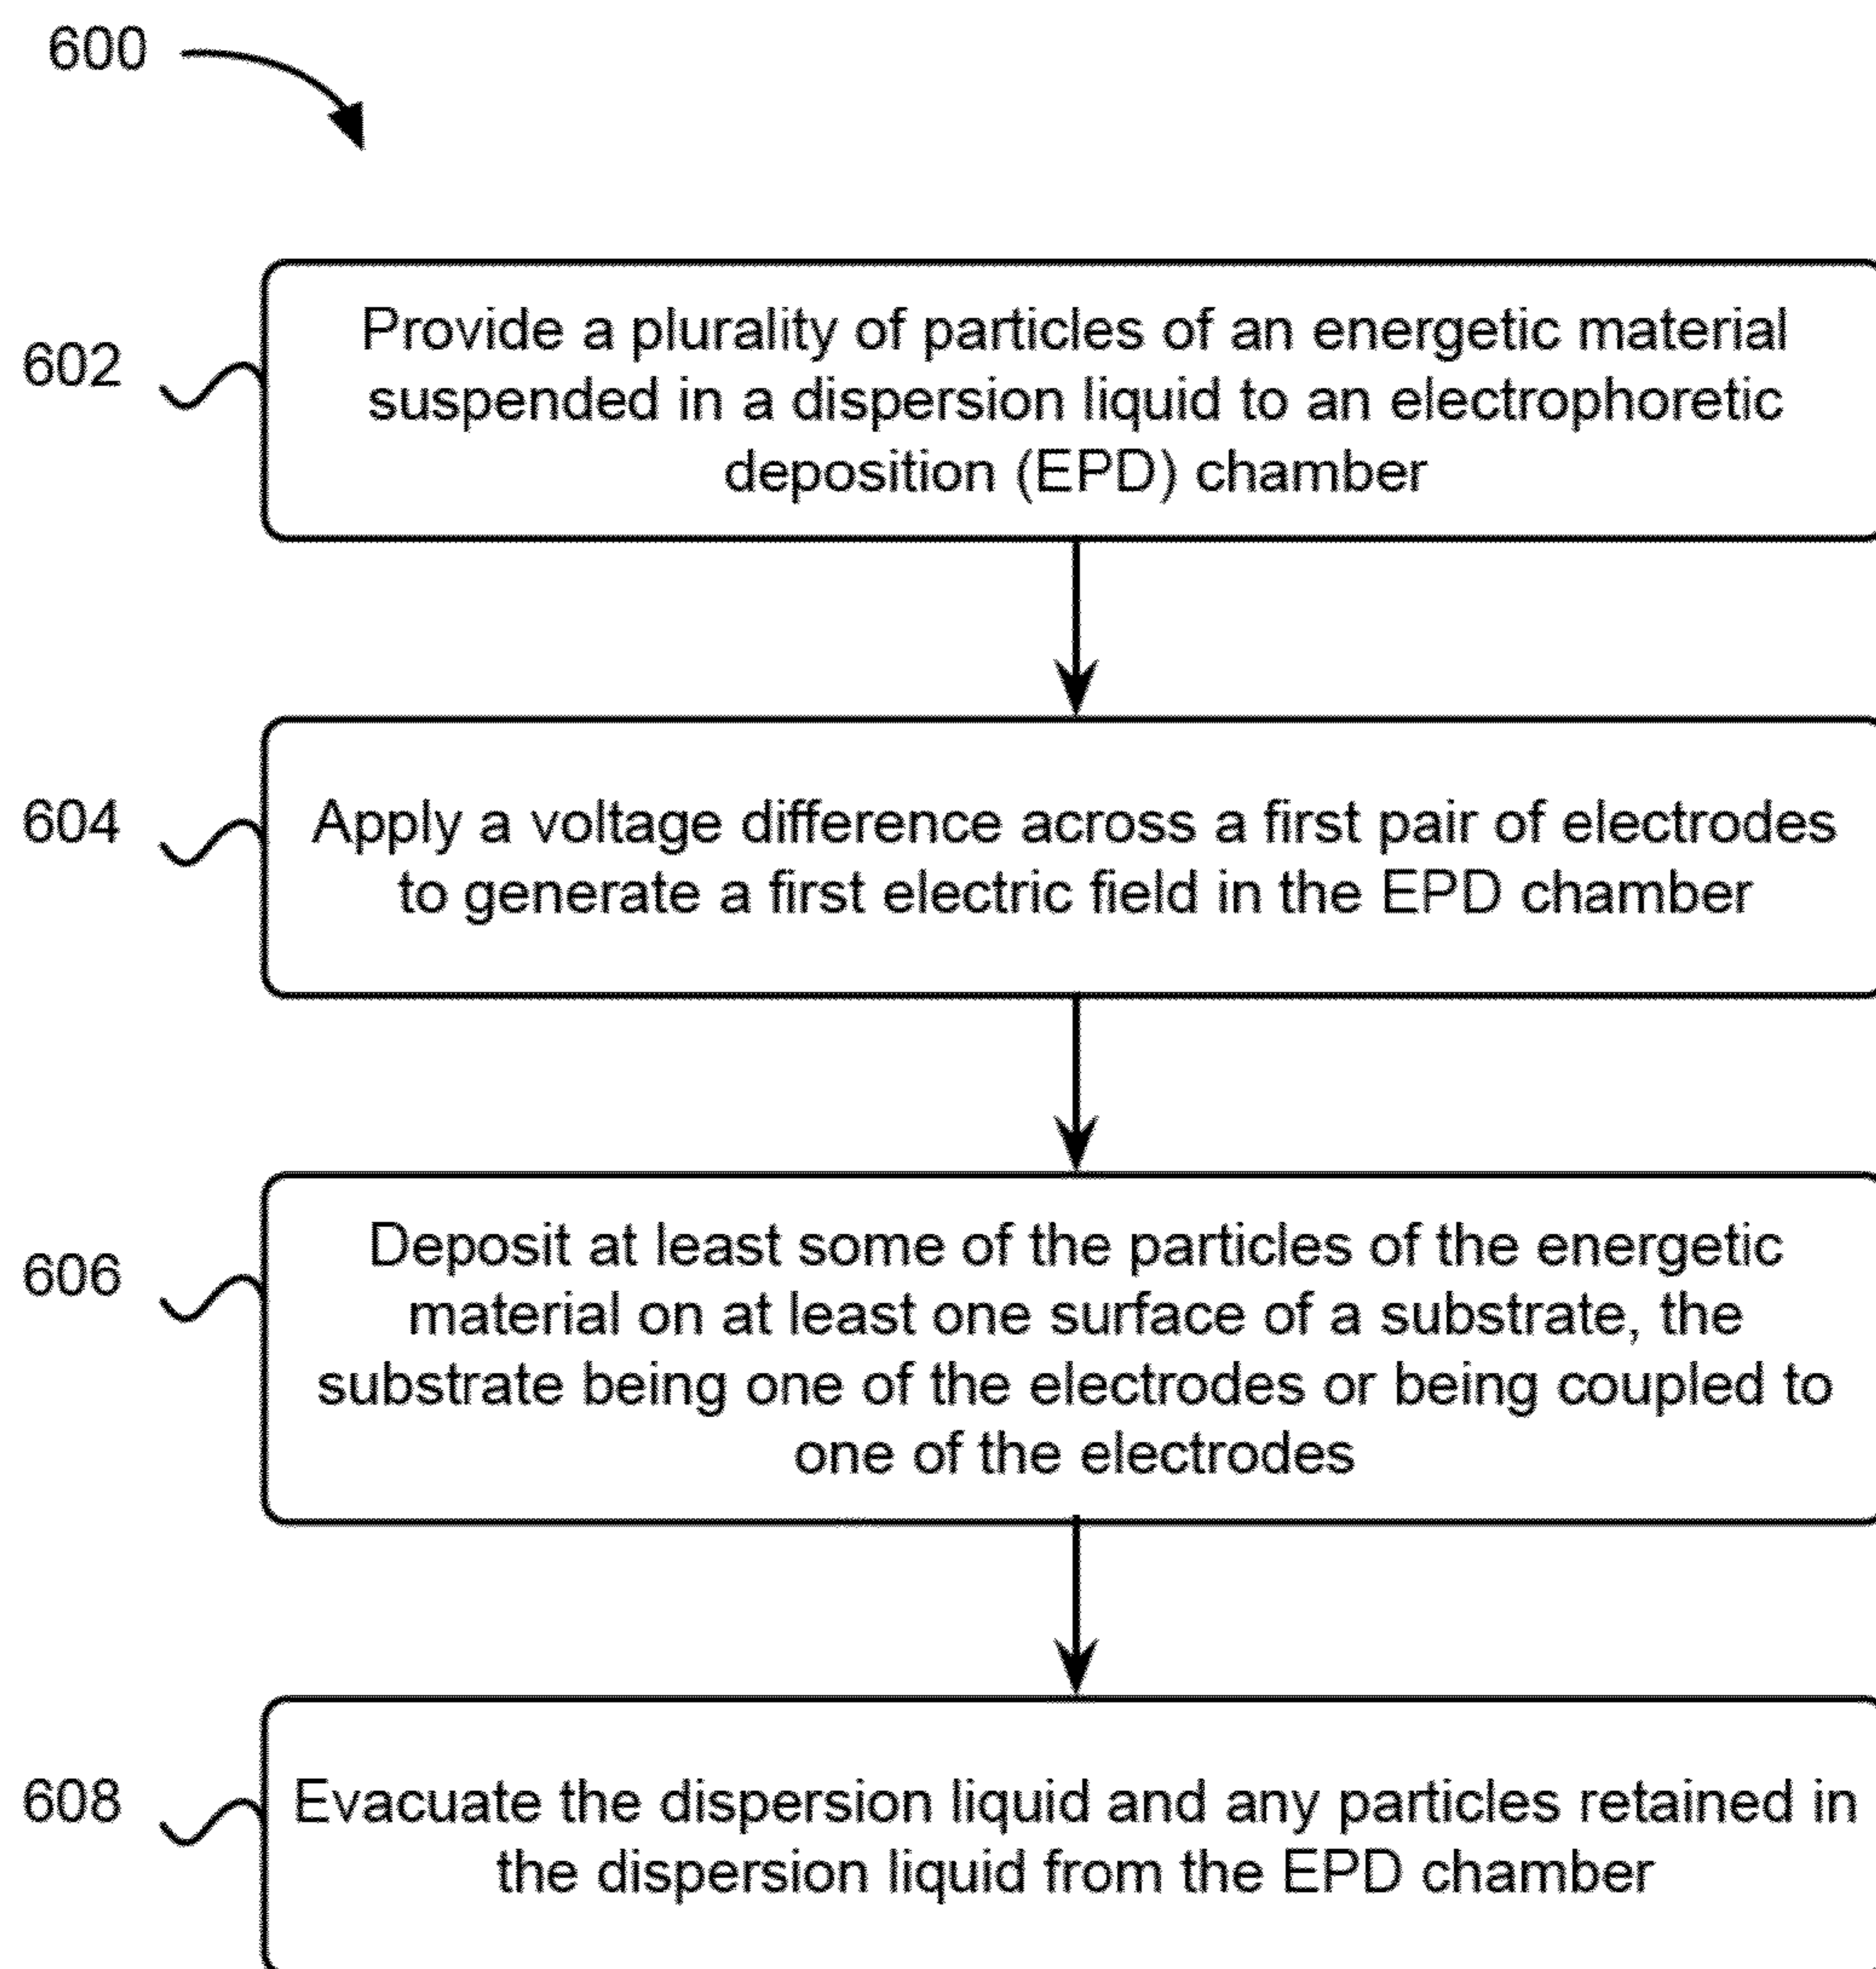 600
602
Provide a plurality of particles of an energetic material
suspended in a dispersion liquid to an electrophoretic
deposition (EPD) chamber
604
Apply a voltage difference across a first pair of electrodes
to generate a first electric field in the EPD chamber
606
Deposit at least some of the particles of the energetic
material on at least one surface of a substrate, the
substrate being one of the electrodes or being coupled to
one of the electrodes
608
Evacuate the dispersion liquid and any particles retained in
the dispersion liquid from the EPD chamber